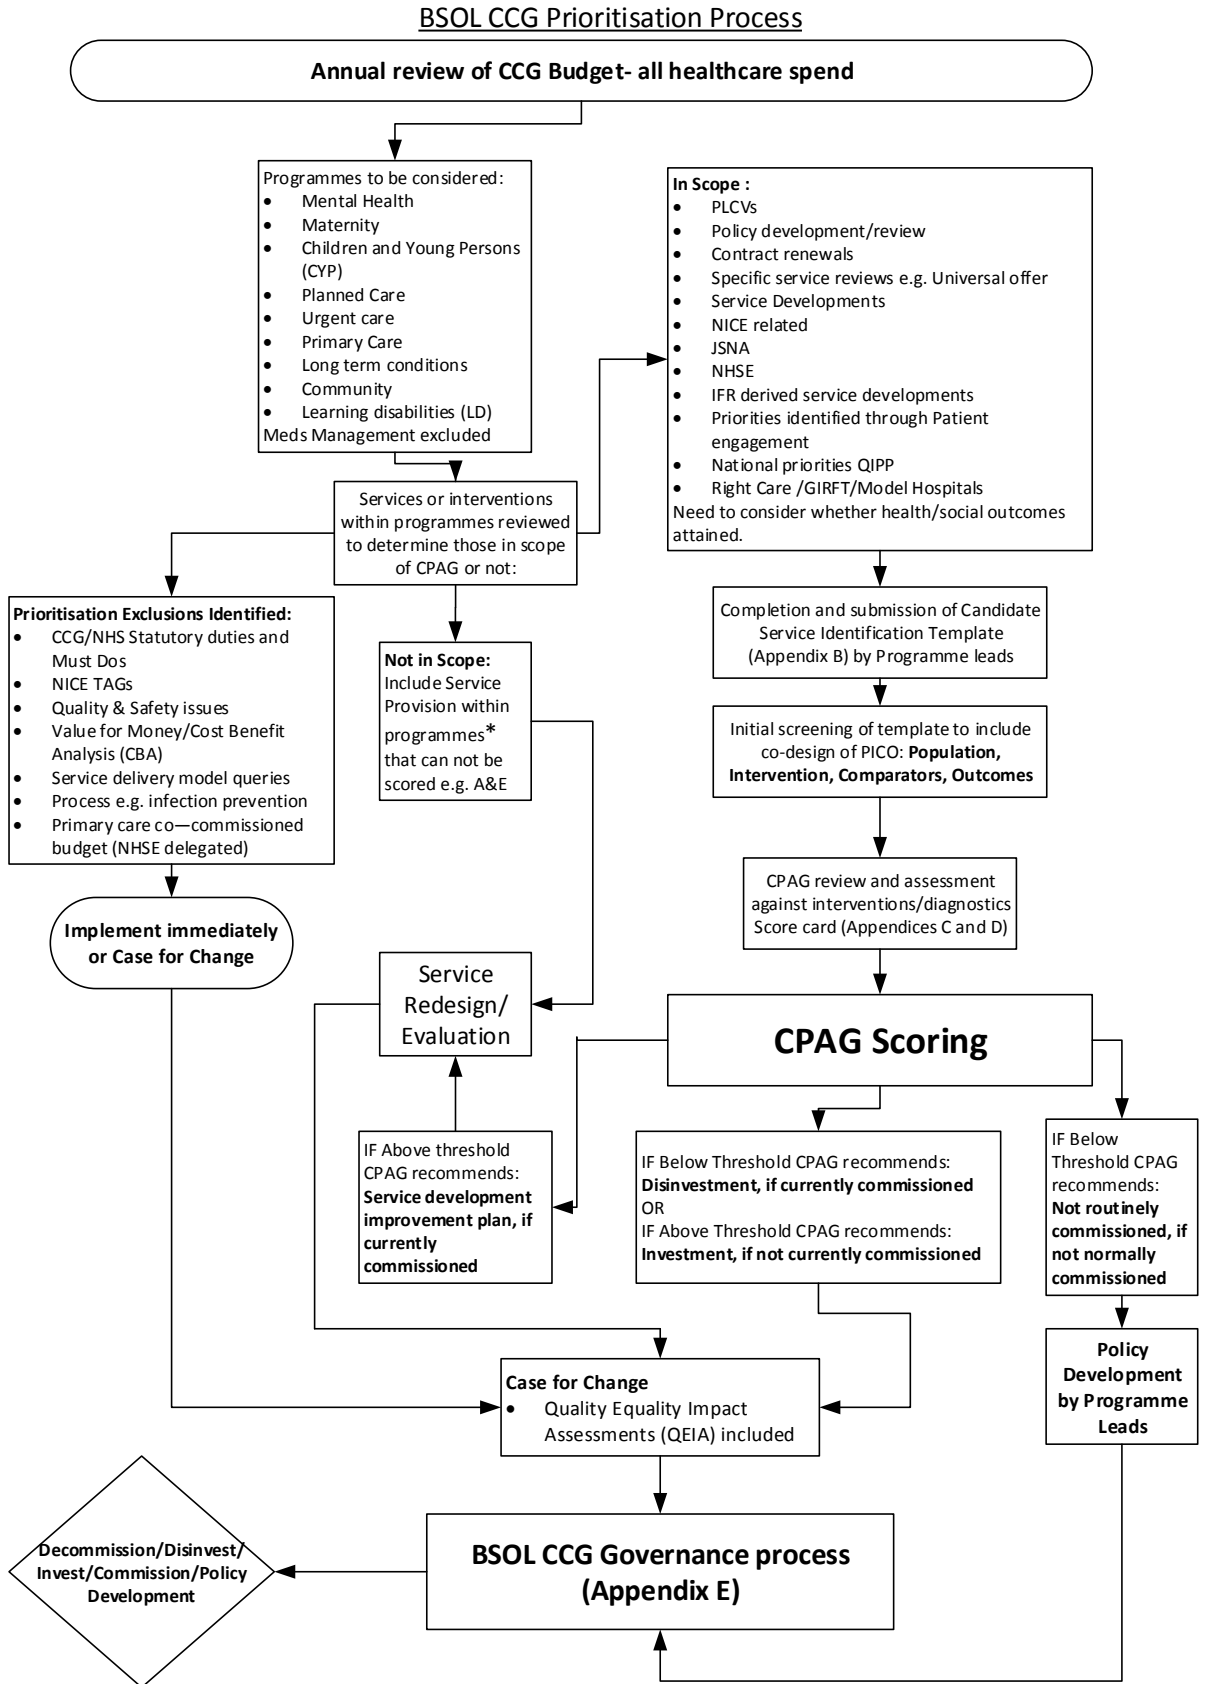 BSOL CCG Prioritisation Process
Annual review of CCG Budget- all healthcare spend
Programmes to be considered:
• Mental Health
• Maternity
• Children and Young Persons
(CYP)
• Planned Care
• Urgent care
• Primary Care
• Long term conditions
• Community
• Learning disabilities (LD)
Meds Management excluded
In Scope :
• PLCVs
• Policy development/review
• Contract renewals
• Specific service reviews e.g. Universal offer
• Service Developments
• NICE related
• JSNA
• NHSE
• IFR derived service developments
• Priorities identified through Patient
engagement
• National priorities QIPP
• Right Care /GIRFT/Model Hospitals
Need to consider whether health/social outcomes
attained.
Services or interventions
within programmes reviewed
to determine those in scope
of CPAG or not:
Prioritisation Exclusions Identified:
• CCG/NHS Statutory duties and
Must Dos
• NICE TAGs
• Quality & Safety issues
• Value for Money/Cost Benefit
Analysis (CBA)
• Service delivery model queries
• Process e.g. infection prevention
• Primary care co—commissioned
budget (NHSE delegated)
Not in Scope:
Include Service
Provision within
programmes*
that can not be
scored e.g. A&E
Completion and submission of Candidate
Service Identification Template
(Appendix B) by Programme leads
Initial screening of template to include
co-design of PICO: Population,
Intervention, Comparators, Outcomes
CPAG review and assessment
against interventions/diagnostics
Score card (Appendices C and D)
Implement immediately
or Case for Change
Service
Redesign/
Evaluation
CPAG Scoring
IF Above threshold
CPAG recommends:
Service development
improvement plan, if
currently
commissioned
IF Below Threshold CPAG recommends:
Disinvestment, if currently commissioned
OR
IF Above Threshold CPAG recommends:
Investment, if not currently commissioned
IF Below
Threshold CPAG
recommends:
Not routinely
commissioned, if
not normally
commissioned
Policy
Development
by Programme
Leads
Case for Change
• Quality Equality Impact
Assessments (QEIA) included
BSOL CCG Governance process
(Appendix E)
Decommission/Disinvest/
Invest/Commission/Policy
Development